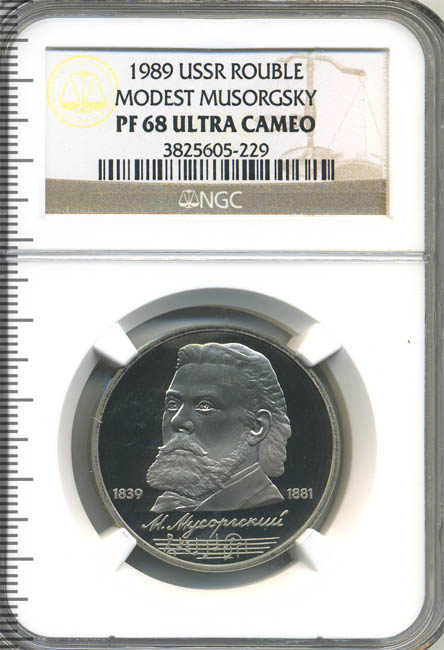 1989 USSR ROUBLE
MODEST MUSORGSKY
PF 68 ULTRA CAMEO
3825605-229
NGC
1839 1881
М. Мусоргский